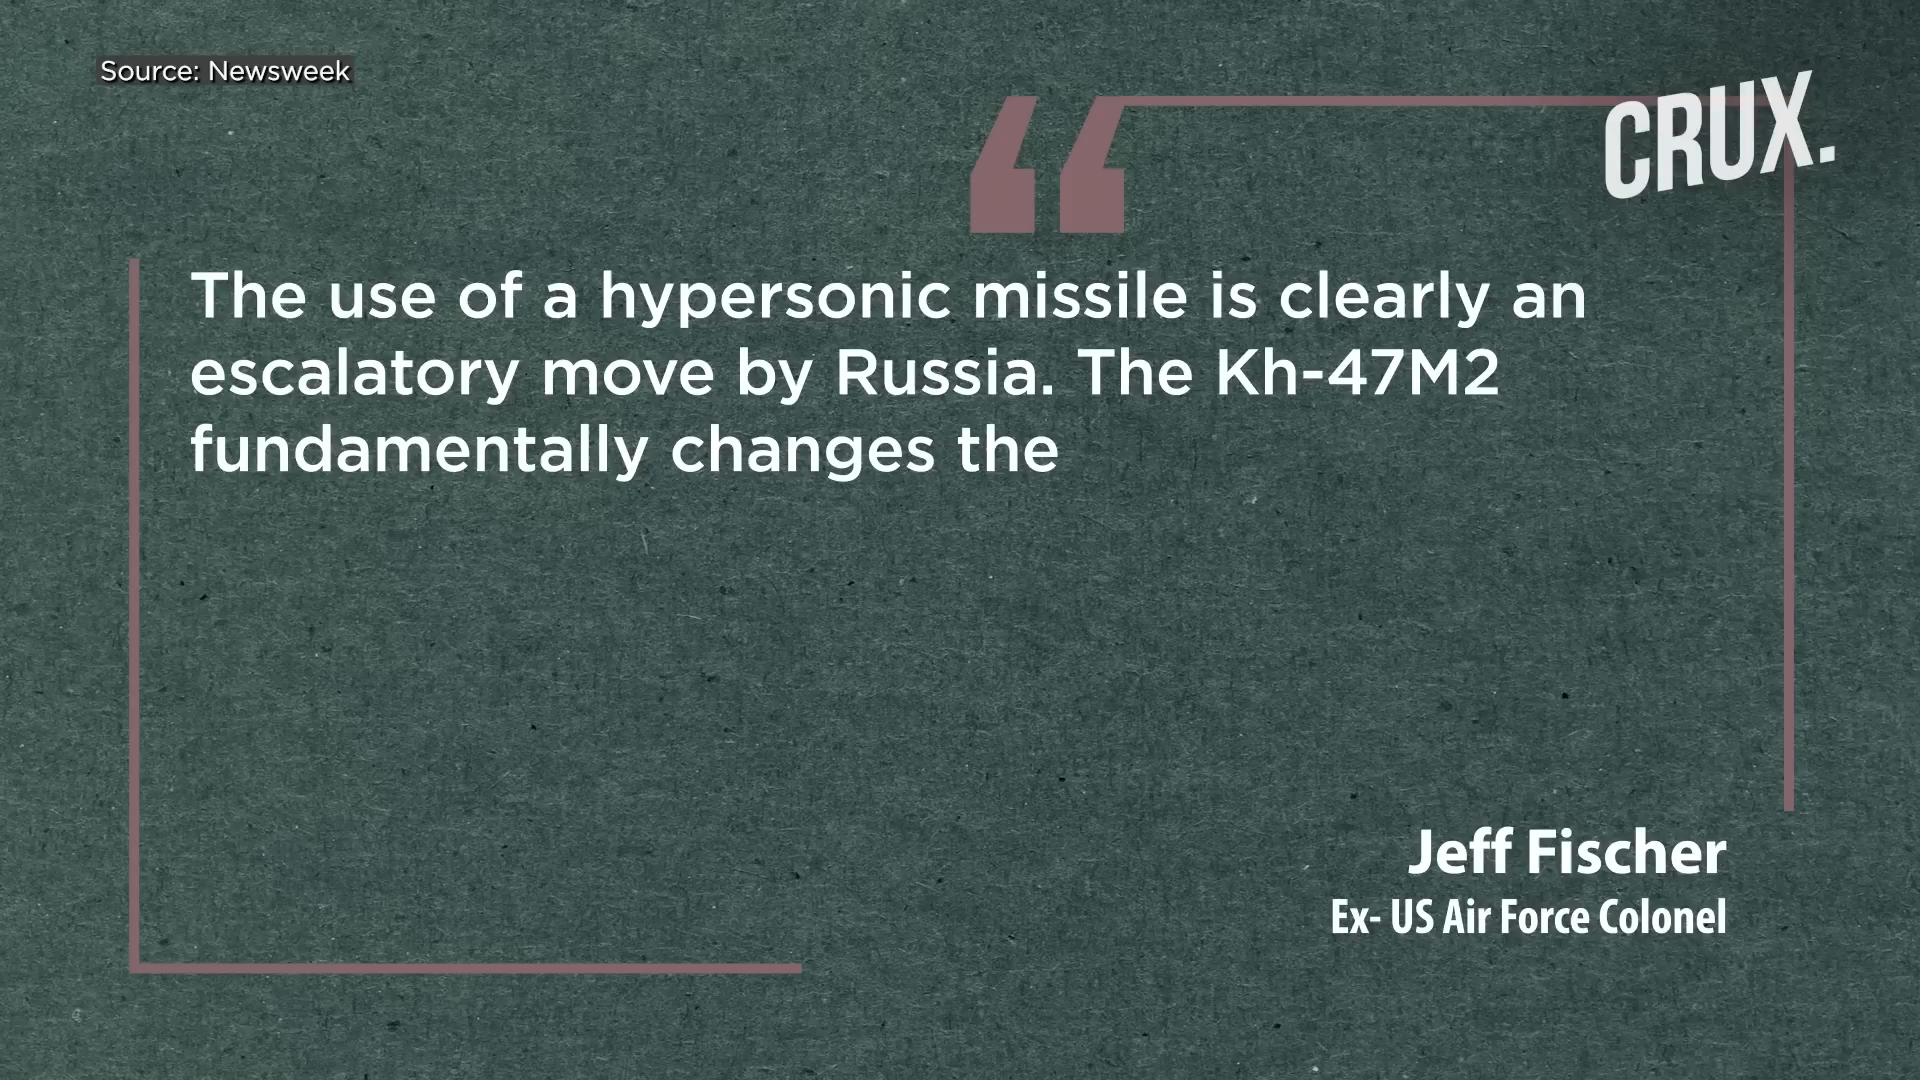 Source: Newsweek
CRUX.
The use of a hypersonic missile is clearly an
escalatory move by Russia. The Kh-47M2
fundamentally changes the
Jeff Fischer
Ex- US Air Force Colonel